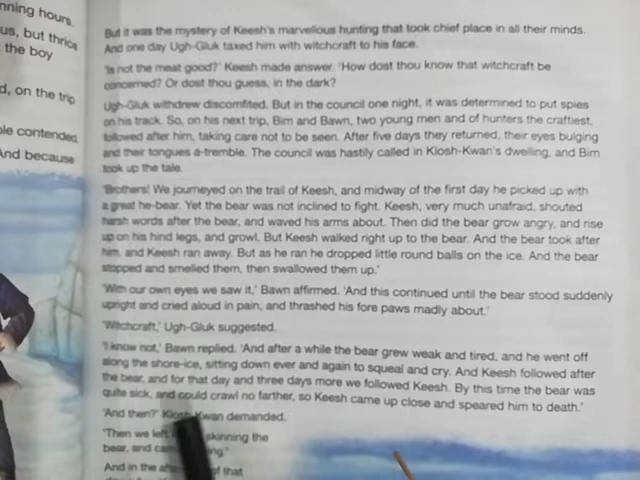 nning hours.
us, but thrice
the boy
d, on the trip
ole contended.
And because
But it was the mystery of Keesh's marvellous hunting that took chief place in all their minds.
And one day Ugh-Gluk taxed him with witchcraft to his face.
'Is not the meat good?' Keesh made answer. 'How dost thou know that witchcraft be
concerned? Or dost thou guess, in the dark?
Ugh-Gluk withdrew discomfited. But in the council one night, it was determined to put spies
on his track. So, on his next trip, Bim and Bawn, two young men and of hunters the craftiest,
followed after him, taking care not to be seen. After five days they returned, their eyes bulging
and their tongues a-tremble. The council was hastily called in Klosh-Kwan's dwelling, and Bim
took up the tale.
'Brothers! We journeyed on the trail of Keesh, and midway of the first day he picked up with
a great he-bear. Yet the bear was not inclined to fight. Keesh, very much unafraid, shouted
harsh words after the bear, and waved his arms about. Then did the bear grow angry, and rise
up on his hind legs, and growl. But Keesh walked right up to the bear. And the bear took after
him, and Keesh ran away. But as he ran he dropped little round balls on the ice. And the bear
stopped and smelled them, then swallowed them up.'
'With our own eyes we saw it,' Bawn affirmed. 'And this continued until the bear stood suddenly
upright and cried aloud in pain, and thrashed his fore paws madly about.'
'Witchcraft,' Ugh-Gluk suggested.
'I know not,' Bawn replied. 'And after a while the bear grew weak and tired, and he went off
along the shore-ice, sitting down ever and again to squeal and cry. And Keesh followed after
the bear, and for that day and three days more we followed Keesh. By this time the bear was
quite sick, and could crawl no farther, so Keesh came up close and speared him to death.'
'And then?' Klosh-Kwan demanded.
'Then we left skinning the
bear, and ng.'
And in the of that